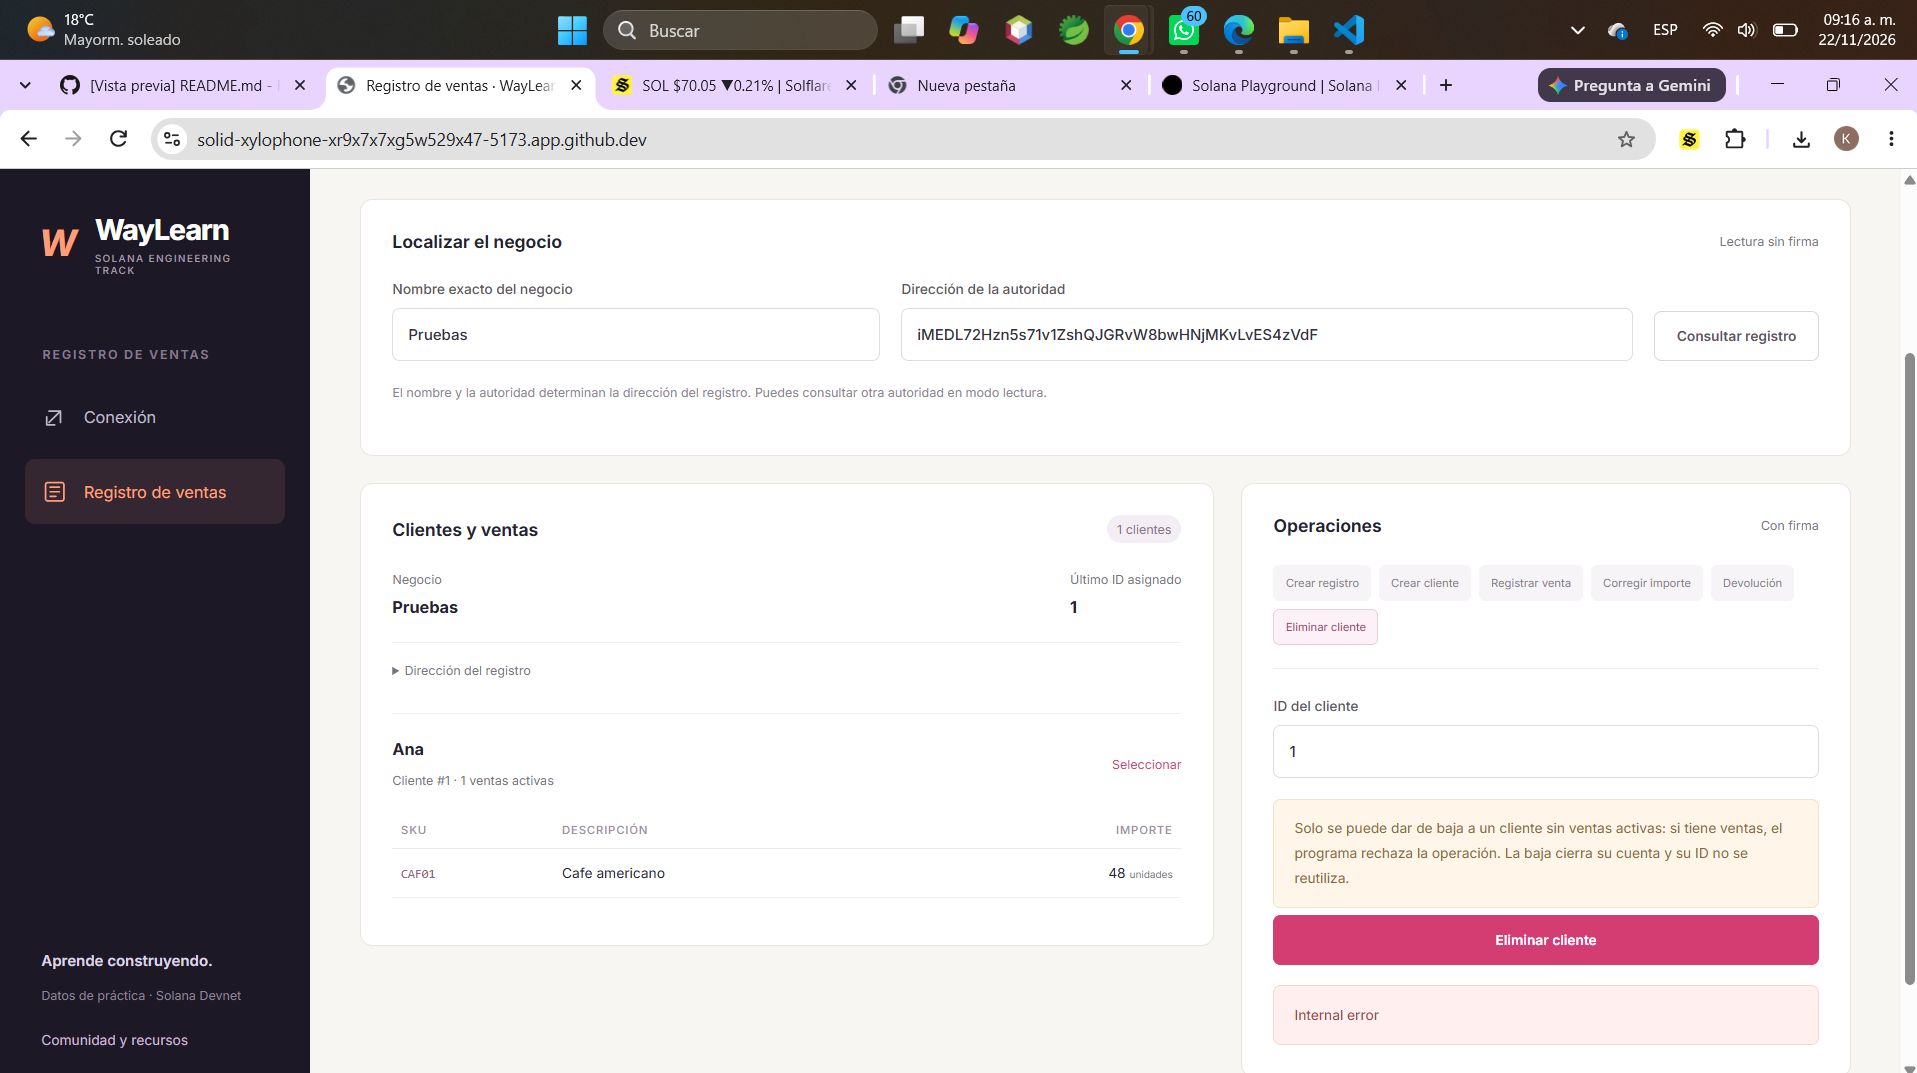 18°C
Mayorm. soleado
Buscar
60
ESP
09:16 a. m.
22/11/2026
[Vista previa] README.md -
Registro de ventas · WayLear
SOL $70.05 ▼0.21% | Solflare
Nueva pestaña
Solana Playground | Solana
Pregunta a Gemini
solid-xylophone-xr9x7x7xg5w529x47-5173.app.github.dev
K
W
WayLearn
SOLANA ENGINEERING
TRACK
REGISTRO DE VENTAS
Conexión
Registro de ventas
Aprende construyendo.
Datos de práctica · Solana Devnet
Comunidad y recursos
Localizar el negocio
Lectura sin firma
Nombre exacto del negocio
Dirección de la autoridad
Pruebas
iMEDL72Hzn5s71v1ZshQJGRvW8bwHNjMKvLvES4zVdF
Consultar registro
El nombre y la autoridad determinan la dirección del registro. Puedes consultar otra autoridad en modo lectura.
Clientes y ventas
1 clientes
Negocio
Último ID asignado
Pruebas
1
Dirección del registro
Ana
Cliente #1 · 1 ventas activas
Seleccionar
SKU
DESCRIPCIÓN
IMPORTE
CAF01
Cafe americano
48 unidades
Operaciones
Con firma
Crear registro
Crear cliente
Registrar venta
Corregir importe
Devolución
Eliminar cliente
ID del cliente
1
Solo se puede dar de baja a un cliente sin ventas activas: si tiene ventas, el
programa rechaza la operación. La baja cierra su cuenta y su ID no se
reutiliza.
Eliminar cliente
Internal error